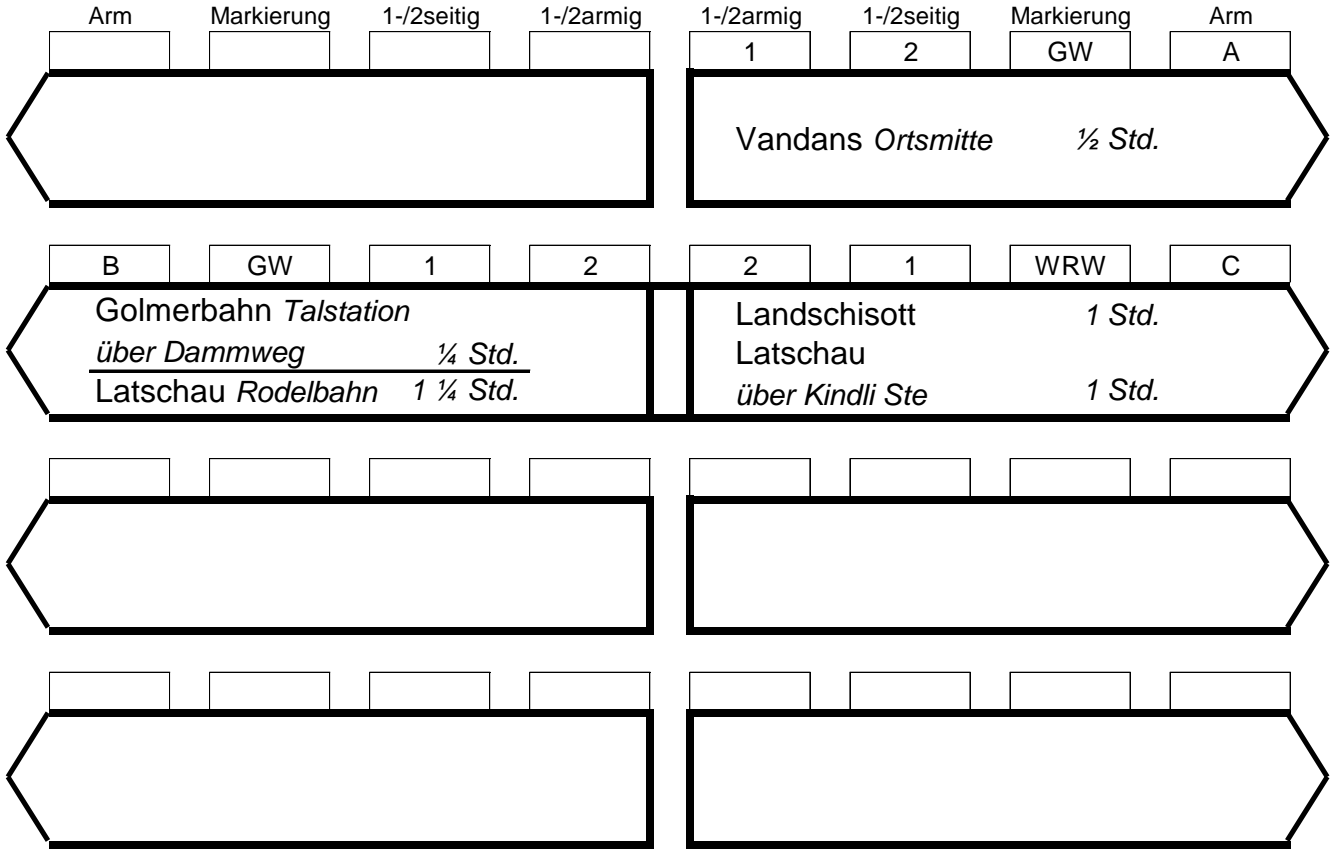 Arm Markierung 1-/2seitig 1-/2armig 1-/2armig 1-/2seitig Markierung Arm
1 2 GW A
Vandans Ortsmitte ½ Std.
B GW 1 2 2 1 WRW C
Golmerbahn Talstation
über Dammweg ¼ Std.
Latschau Rodelbahn 1 ¼ Std.
Landschisott 1 Std.
Latschau
über Kindli Ste 1 Std.